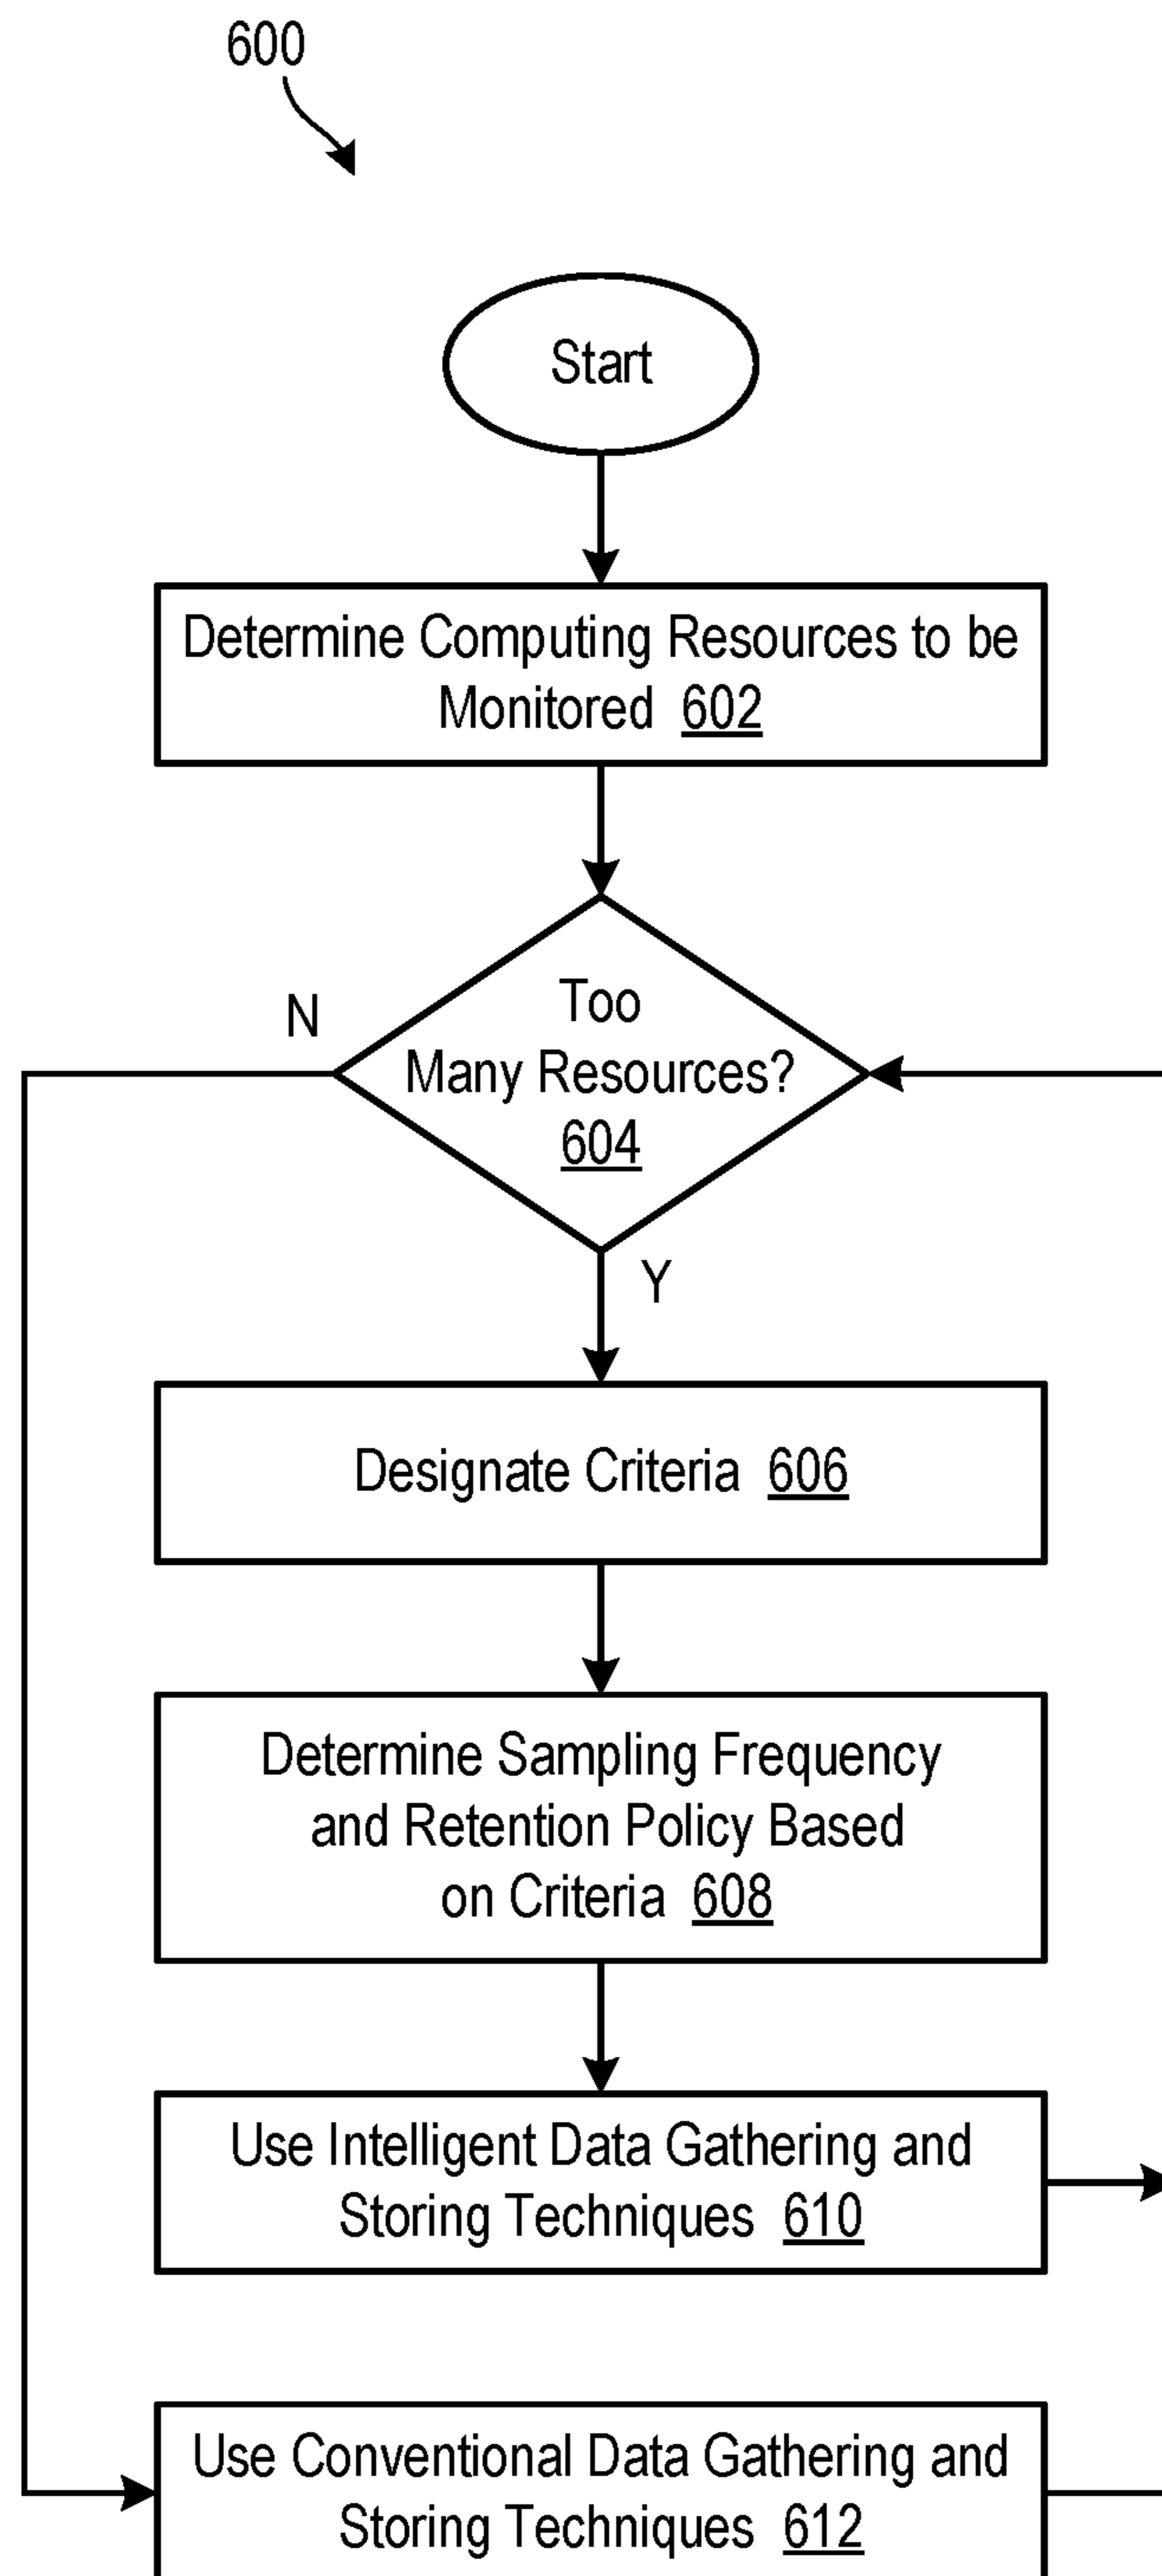 600
Start
Determine Computing Resources to be
Monitored 602
N
Too
Many Resources?
604
Y
Designate Criteria 606
Determine Sampling Frequency
and Retention Policy Based
on Criteria 608
Use Intelligent Data Gathering and
Storing Techniques 610
Use Conventional Data Gathering and
Storing Techniques 612